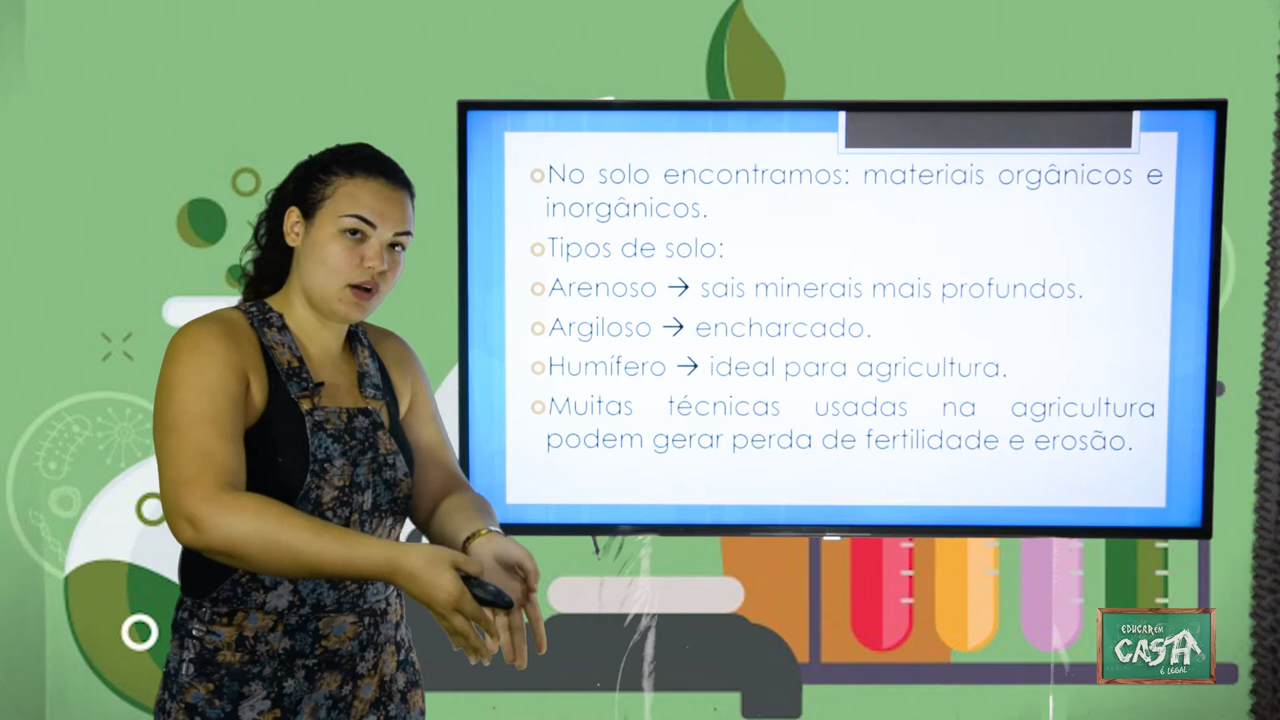 No solo encontramos: materiais orgânicos e
inorgânicos.
Tipos de solo:
Arenoso → sais minerais mais profundos.
Argiloso → encharcado.
Humífero → ideal para agricultura.
Muitas técnicas usadas na agricultura
podem gerar perda de fertilidade e erosão.
EDUCAR EM
CASA
É LEGAL